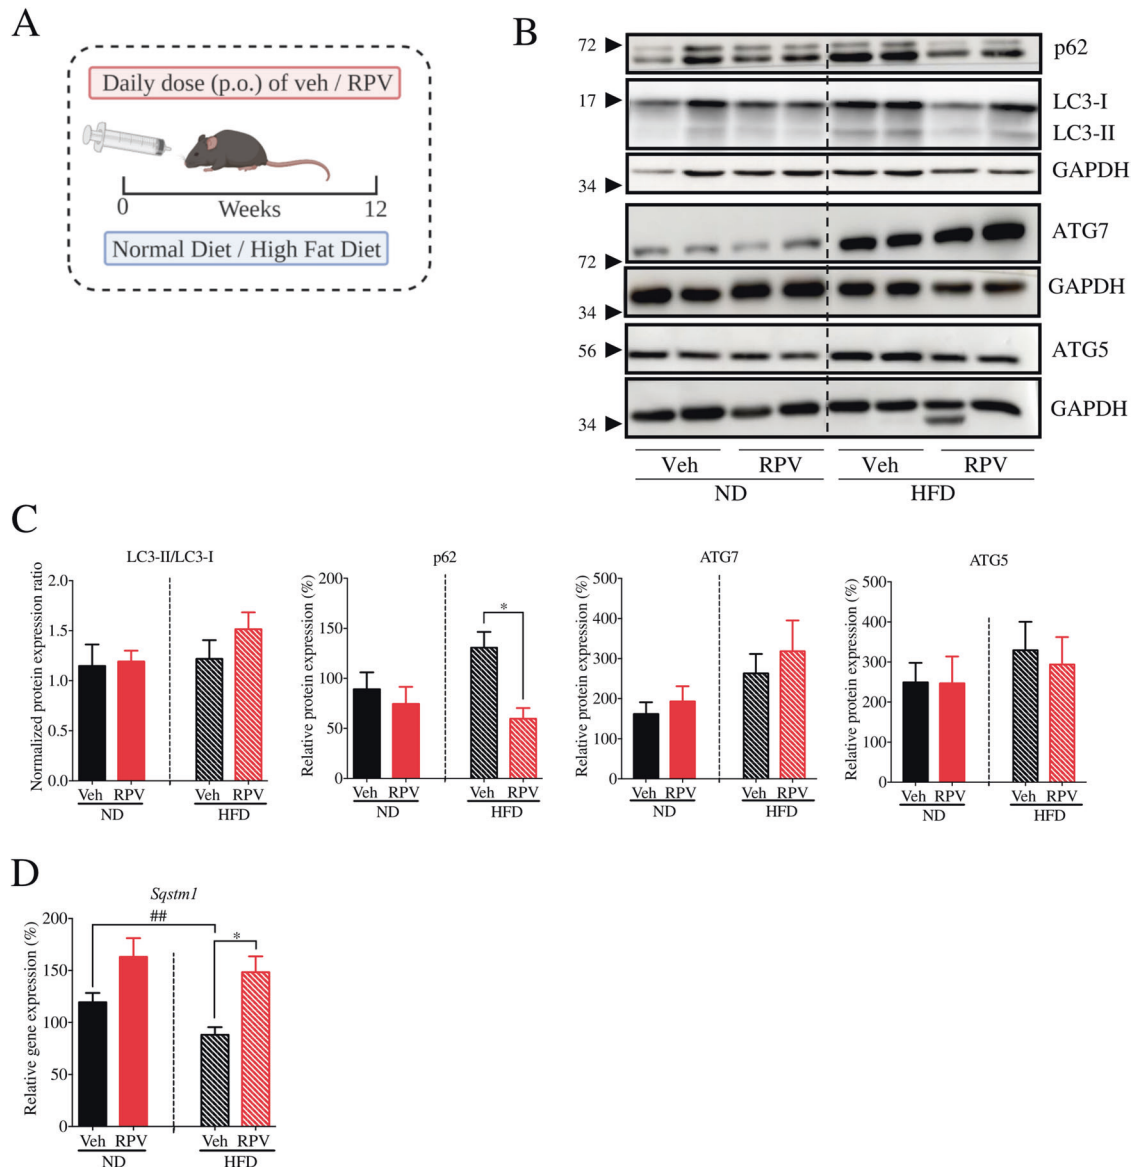 A
Daily dose (p.o.) of veh / RPV
0 Weeks 12
Normal Diet / High Fat Diet
B
72 p62
17 LC3-I
LC3-II
34 GAPDH
72 ATG7
34 GAPDH
56 ATG5
34 GAPDH
Veh RPV Veh RPV
ND HFD
C
LC3-II/LC3-I
Normalized protein expression ratio
2.0
1.5
1.0
0.5
0.0
Veh RPV Veh RPV
ND HFD
p62
Relative protein expression (%)
200
150
100
50
0
*
Veh RPV Veh RPV
ND HFD
ATG7
Relative protein expression (%)
500
400
300
200
100
0
Veh RPV Veh RPV
ND HFD
ATG5
Relative protein expression (%)
500
400
300
200
100
0
Veh RPV Veh RPV
ND HFD
D
Sqstm1
Relative gene expression (%)
200
150
100
50
0
##
*
Veh RPV Veh RPV
ND HFD